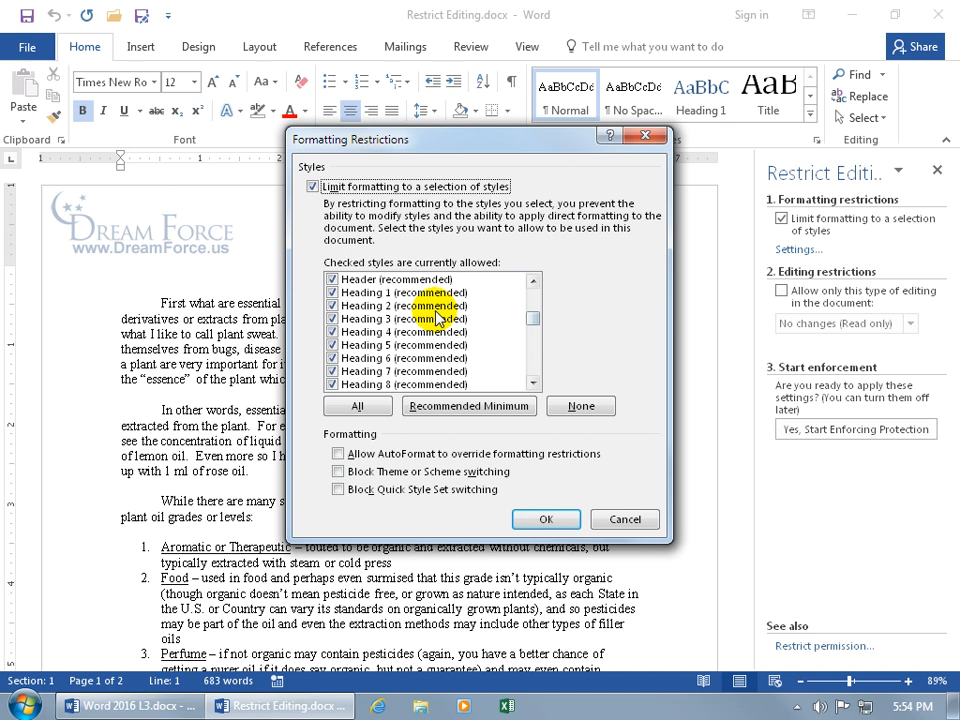 Restrict Editing.docx - Word
Sign in
File Home Insert Design Layout References Mailings Review View Tell me what you want to do Share
Paste
Times New Ro 12 Aa
B I U abc x₂ x² A A
AaBbCcDc AaBbCcDc AaBbC AaB
¶ Normal ¶ No Spac... Heading 1 Title
Find
Replace
Select
Clipboard Font Editing
DREAM FORCE
www.DreamForce.us
First what are essential
derivatives or extracts from pla
what I like to call plant sweat.
themselves from bugs, disease
a plant are very important for i
the “essence” of the plant whic
In other words, essentia
extracted from the plant. For e
see the concentration of liquid
of lemon oil. Even more so I h
up with 1 ml of rose oil.
While there are many s
plant oil grades or levels:
1. Aromatic or Therapeutic – touted to be organic and extracted without chemicals, but
typically extracted with steam or cold press
2. Food – used in food and perhaps even surmised that this grade isn’t typically organic
(though organic doesn’t mean pesticide free, or grown as nature intended, as each State in
the U.S. or Country can vary its standards on organically grown plants), and so pesticides
may be part of the oil and even the extraction methods may include other types of filler
oils
3. Perfume – if not organic may contain pesticides (again, you have a better chance of
getting a purer oil if it does say organic, but not a guarantee) and may even contain
Formatting Restrictions
Styles
Limit formatting to a selection of styles
By restricting formatting to the styles you select, you prevent the
ability to modify styles and the ability to apply direct formatting to the
document. Select the styles you want to allow to be used in this
document.
Checked styles are currently allowed:
Header (recommended)
Heading 1 (recommended)
Heading 2 (recommended)
Heading 3 (recommended)
Heading 4 (recommended)
Heading 5 (recommended)
Heading 6 (recommended)
Heading 7 (recommended)
Heading 8 (recommended)
All Recommended Minimum None
Formatting
Allow AutoFormat to override formatting restrictions
Block Theme or Scheme switching
Block Quick Style Set switching
OK Cancel
Restrict Editi..
1. Formatting restrictions
Limit formatting to a selection
of styles
Settings...
2. Editing restrictions
Allow only this type of editing
in the document:
No changes (Read only)
3. Start enforcement
Are you ready to apply these
settings? (You can turn them off
later)
Yes, Start Enforcing Protection
See also
Restrict permission...
Section: 1 Page 1 of 2 Line: 1 683 words 89%
Word 2016 L3.docx - ... Restrict Editing.docx ... 5:54 PM